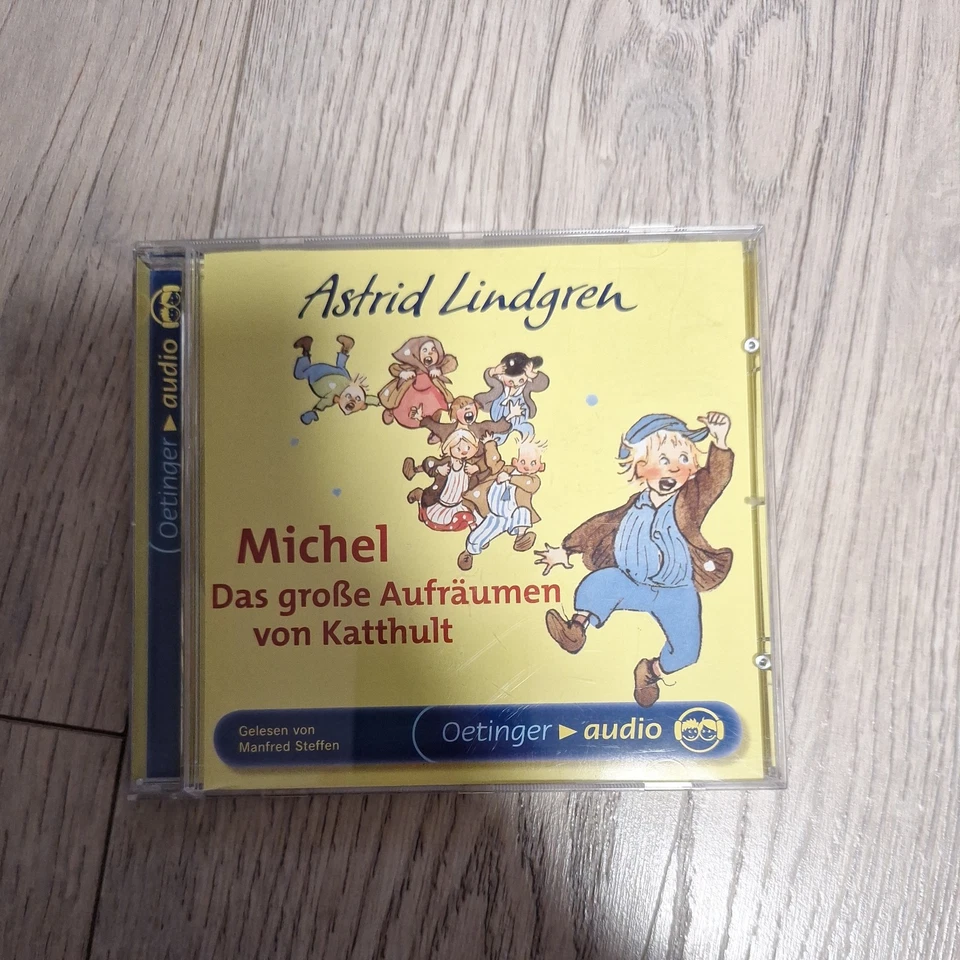 Astrid Lindgren
Michel
Das große Aufräumen
von Katthult
Gelesen von
Manfred Steffen
Oetinger audio
Oetinger audio